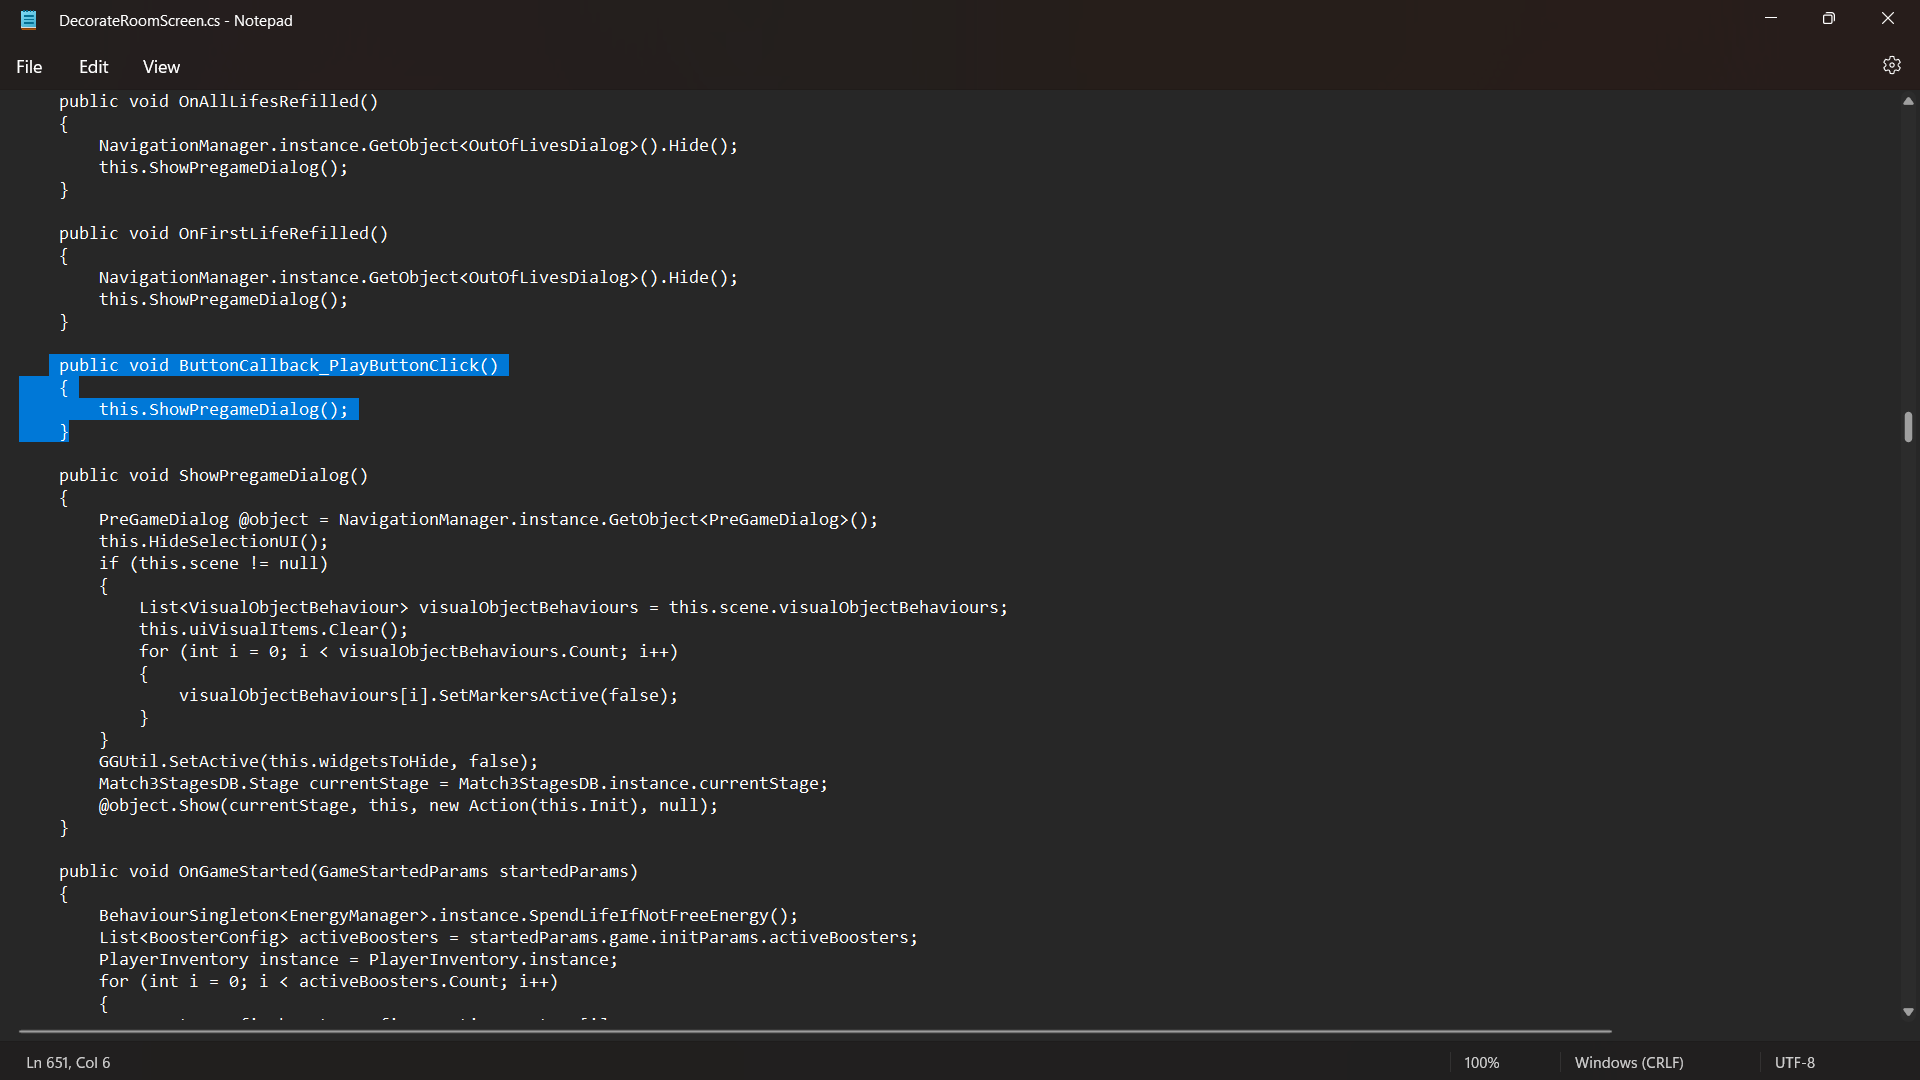 DecorateRoomScreen.cs - Notepad
File Edit View
public void OnAllLifesRefilled()
{
NavigationManager.instance.GetObject<OutOfLivesDialog>().Hide();
this.ShowPregameDialog();
}
public void OnFirstLifeRefilled()
{
NavigationManager.instance.GetObject<OutOfLivesDialog>().Hide();
this.ShowPregameDialog();
}
public void ButtonCallback_PlayButtonClick()
{
this.ShowPregameDialog();
}
public void ShowPregameDialog()
{
PreGameDialog @object = NavigationManager.instance.GetObject<PreGameDialog>();
this.HideSelectionUI();
if (this.scene != null)
{
List<VisualObjectBehaviour> visualObjectBehaviours = this.scene.visualObjectBehaviours;
this.uiVisualItems.Clear();
for (int i = 0; i < visualObjectBehaviours.Count; i++)
{
visualObjectBehaviours[i].SetMarkersActive(false);
}
}
GGUtil.SetActive(this.widgetsToHide, false);
Match3StagesDB.Stage currentStage = Match3StagesDB.instance.currentStage;
@object.Show(currentStage, this, new Action(this.Init), null);
}
public void OnGameStarted(GameStartedParams startedParams)
{
BehaviourSingleton<EnergyManager>.instance.SpendLifeIfNotFreeEnergy();
List<BoosterConfig> activeBoosters = startedParams.game.initParams.activeBoosters;
PlayerInventory instance = PlayerInventory.instance;
for (int i = 0; i < activeBoosters.Count; i++)
{
Ln 651, Col 6 100% Windows (CRLF) UTF-8